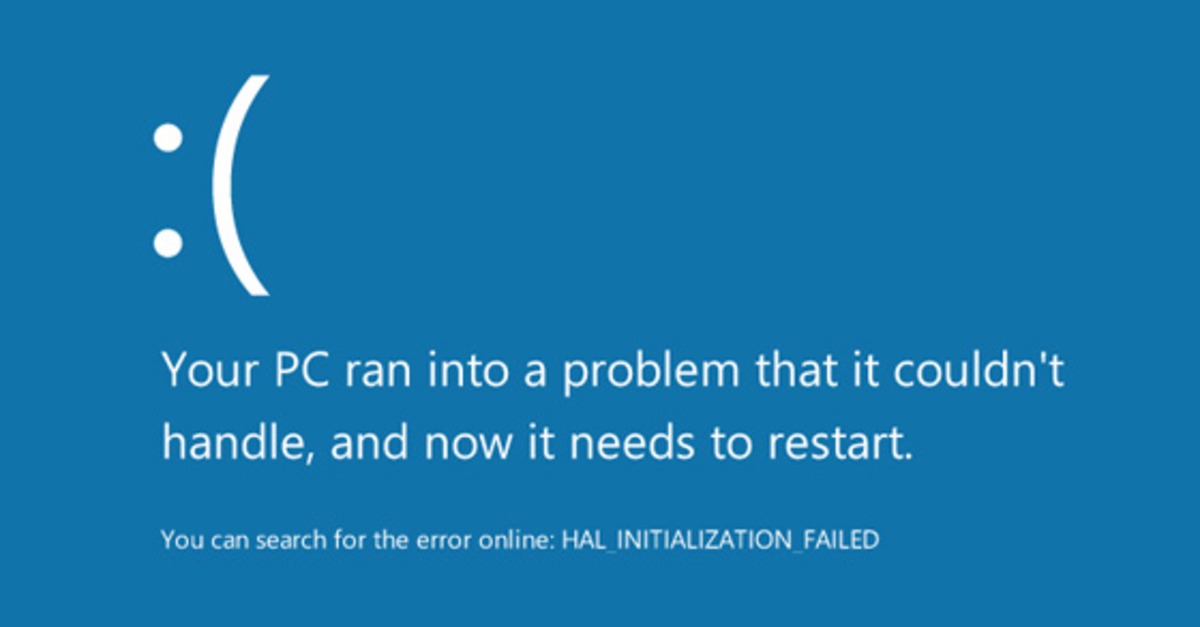 :(
Your PC ran into a problem that it couldn't
handle, and now it needs to restart.
You can search for the error online: HAL_INITIALIZATION_FAILED